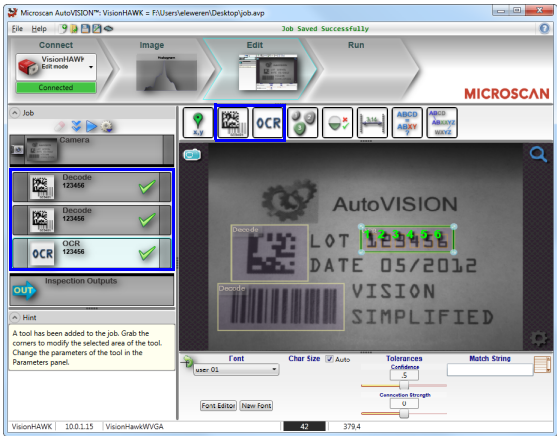 Microscan AutoVISION™: VisionHAWK = F:\Users\eleweren\Desktop\job.avp
File Help Job Saved Successfully
Connect Image Edit Run
VisionHAWK
Edit mode
Connected
MICROSCAN
Job
x,y OCR 3.16 ABCD = ABXY
Camera
Decode
123456
Decode
123456
OCR OCR
123456
OUT Inspection Outputs
Hint
A tool has been added to the job. Grab the
corners to modify the selected area of the tool.
Change the parameters of the tool in the
Parameters panel.
AutoVISION
Decode
LOT 123456
DATE 05/2012
Decode
VISION
SIMPLIFIED
Font Char Size Auto Tolerances Match String
user 01 Confidence
.5
Font Editor New Font Connection Strength
0
VisionHAWK 10.0.1.15 VisionHawkWVGA 42 379,4